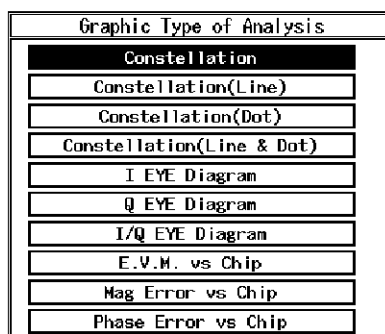 Graphic Type of Analysis
Constellation
Constellation(Line)
Constellation(Dot)
Constellation(Line & Dot)
I EYE Diagram
Q EYE Diagram
I/Q EYE Diagram
E.V.M. vs Chip
Mag Error vs Chip
Phase Error vs Chip